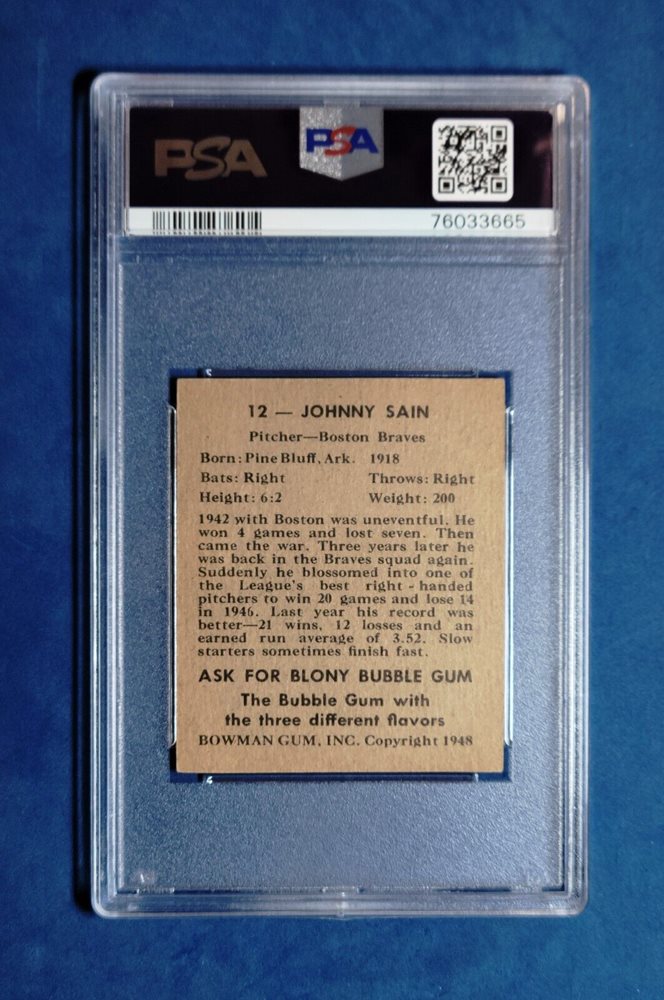 PSA
PSA
76033665
12 — JOHNNY SAIN
Pitcher—Boston Braves
Born: Pine Bluff, Ark. 1918
Bats: Right Throws: Right
Height: 6:2 Weight: 200
1942 with Boston was uneventful. He
won 4 games and lost seven. Then
came the war. Three years later he
was back in the Braves squad again.
Suddenly he blossomed into one of
the League's best right-handed
pitchers to win 20 games and lose 14
in 1946. Last year his record was
better—21 wins, 12 losses and an
earned run average of 3.52. Slow
starters sometimes finish fast.
ASK FOR BLONY BUBBLE GUM
The Bubble Gum with
the three different flavors
BOWMAN GUM, INC. Copyright 1948